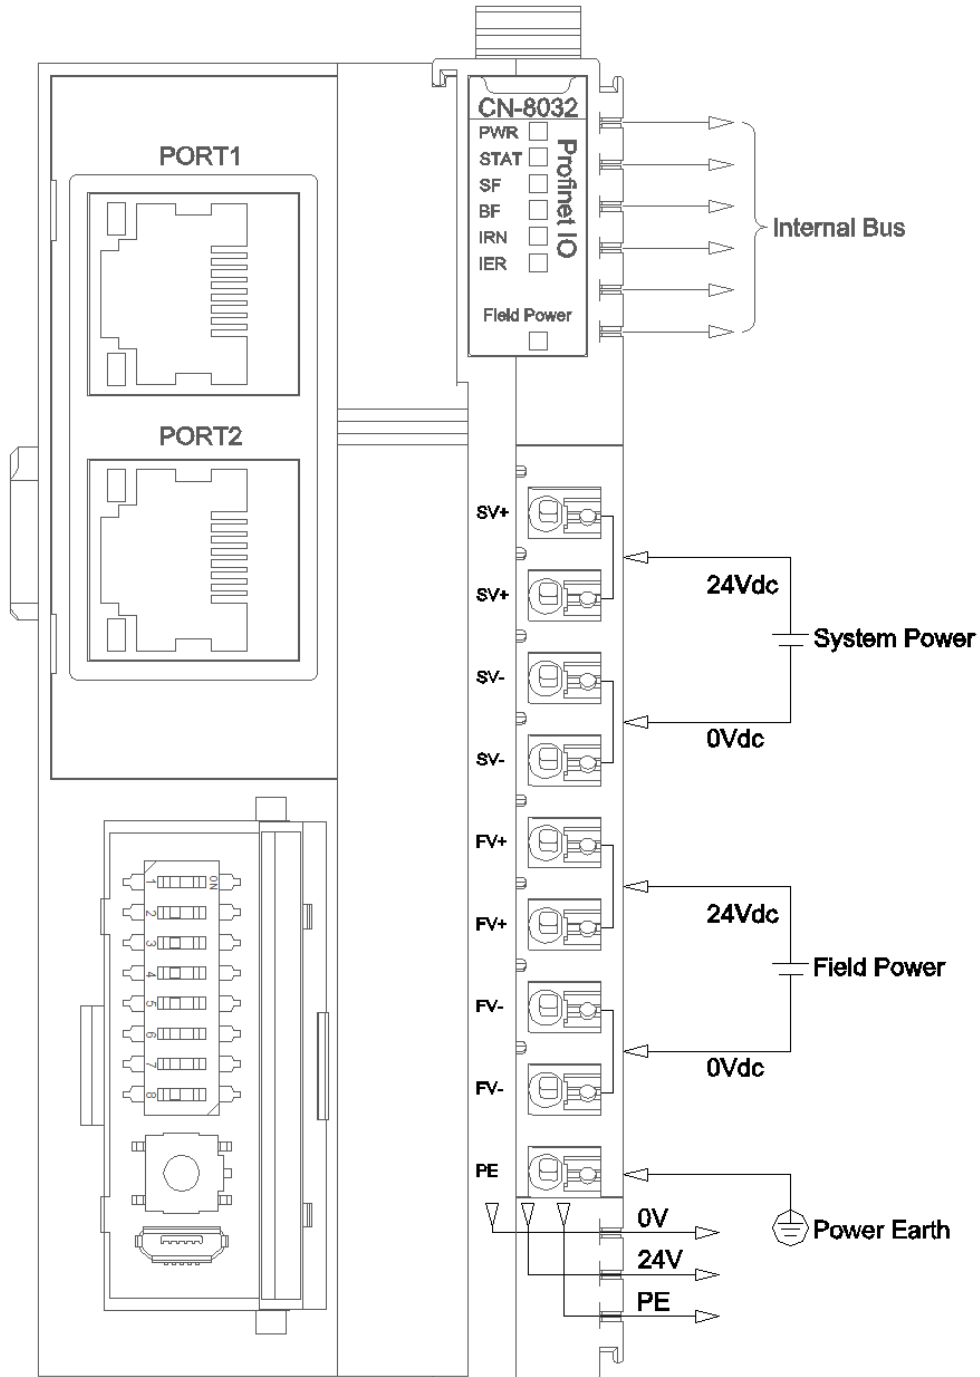 CN-8032
PWR
STAT
SF
BF
IRN
IER
Profinet IO
Field Power
PORT1
PORT2
Internal Bus
SV+
SV+
SV-
SV-
FV+
FV+
FV-
FV-
PE
24Vdc
System Power
0Vdc
24Vdc
Field Power
0Vdc
Power Earth
0V
24V
PE
ON
1
2
3
4
5
6
7
8